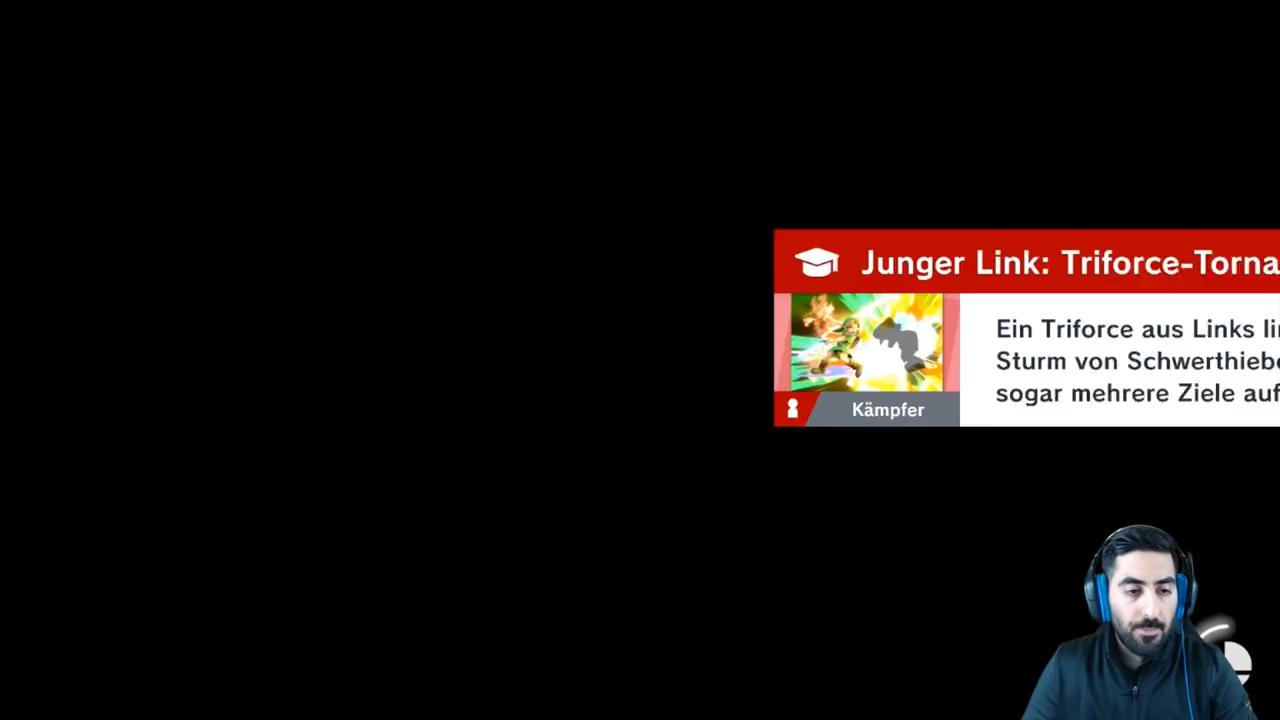 Junger Link: Triforce-Torna
Ein Triforce aus Links
Sturm von Schwerthieb
sogar mehrere Ziele auf
Kämpfer